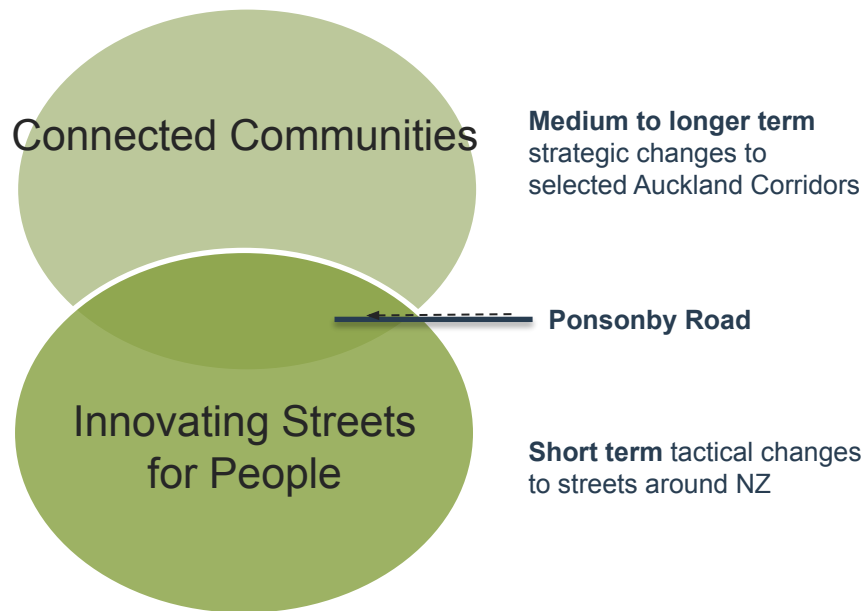 Connected Communities
Medium to longer term
strategic changes to
selected Auckland Corridors
Ponsonby Road
Innovating Streets
for People
Short term tactical changes
to streets around NZ